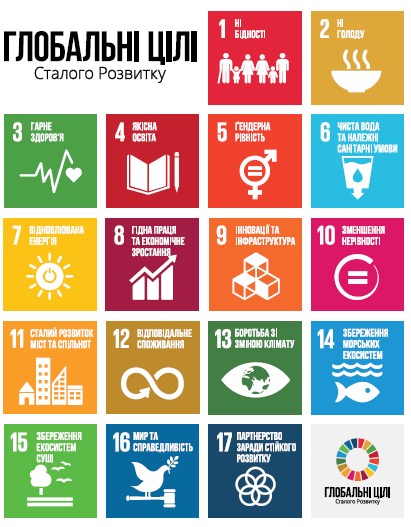 ГЛОБАЛЬНІ ЦІЛІ
Сталого Розвитку
1 НІ
БІДНОСТІ
2 НІ
ГОЛОДУ
3 ГАРНЕ
ЗДОРОВ'Я
4 ЯКІСНА
ОСВІТА
5 ҐЕНДЕРНА
РІВНІСТЬ
6 ЧИСТА ВОДА
ТА НАЛЕЖНІ
САНІТАРНІ УМОВИ
7 ВІДНОВЛЮВАНА
ЕНЕРГІЯ
8 ГІДНА ПРАЦЯ
ТА ЕКОНОМІЧНЕ
ЗРОСТАННЯ
9 ІННОВАЦІЇ ТА
ІНФРАСТРУКТУРА
10 ЗМЕНШЕННЯ
НЕРІВНОСТІ
11 СТАЛИЙ РОЗВИТОК
МІСТ ТА СПІЛЬНОТ
12 ВІДПОВІДАЛЬНЕ
СПОЖИВАННЯ
13 БОРОТЬБА ЗІ
ЗМІНОЮ КЛІМАТУ
14 ЗБЕРЕЖЕННЯ
МОРСЬКИХ
ЕКОСИСТЕМ
15 ЗБЕРЕЖЕННЯ
ЕКОСИСТЕМ
СУШІ
16 МИР ТА
СПРАВЕДЛИВІСТЬ
17 ПАРТНЕРСТВО
ЗАРАДИ СТІЙКОГО
РОЗВИТКУ
ГЛОБАЛЬНІ ЦІЛІ
Сталого Розвитку